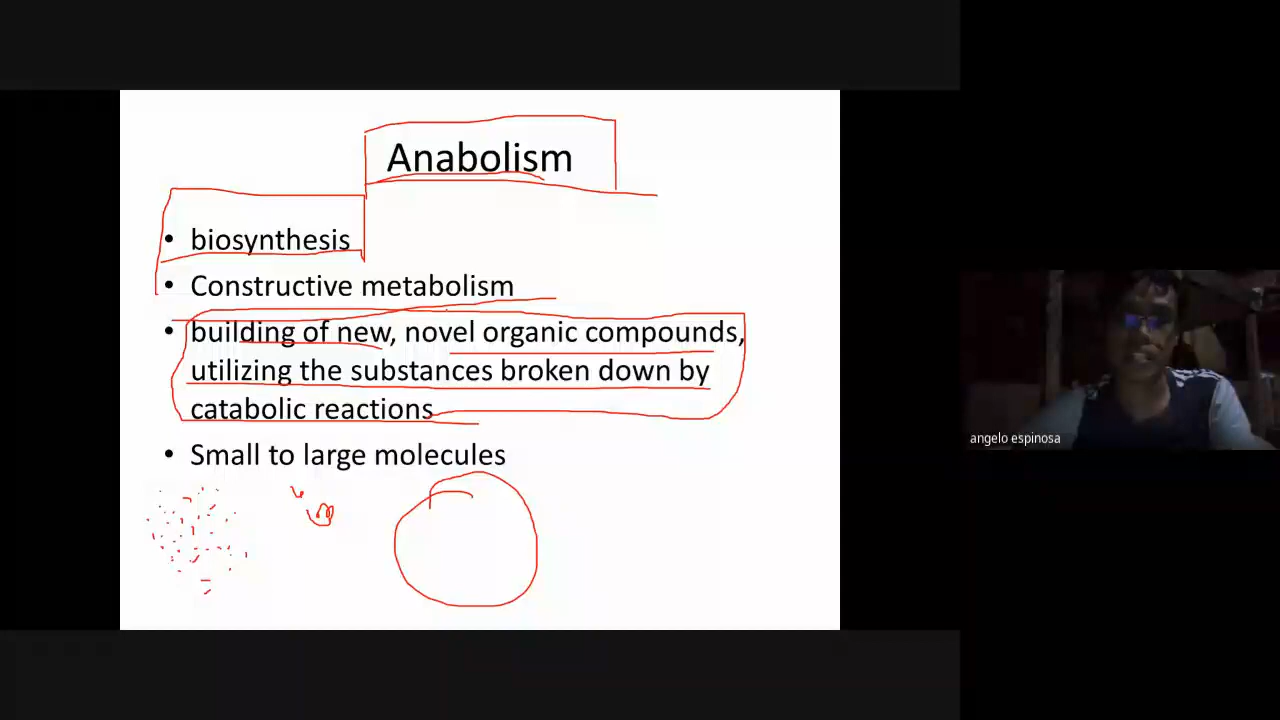 Anabolism
• biosynthesis
• Constructive metabolism
• building of new, novel organic compounds,
utilizing the substances broken down by
catabolic reactions
• Small to large molecules
angelo espinosa